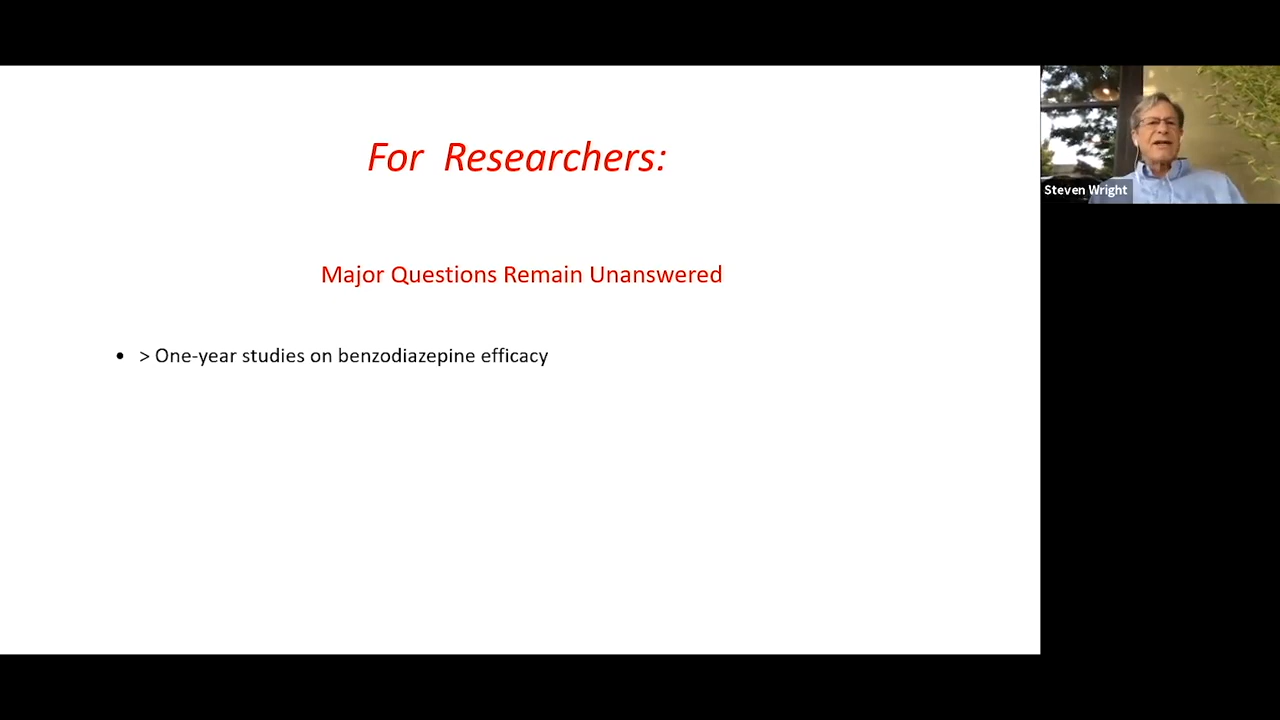 For Researchers:
Major Questions Remain Unanswered
• > One-year studies on benzodiazepine efficacy
Steven Wright